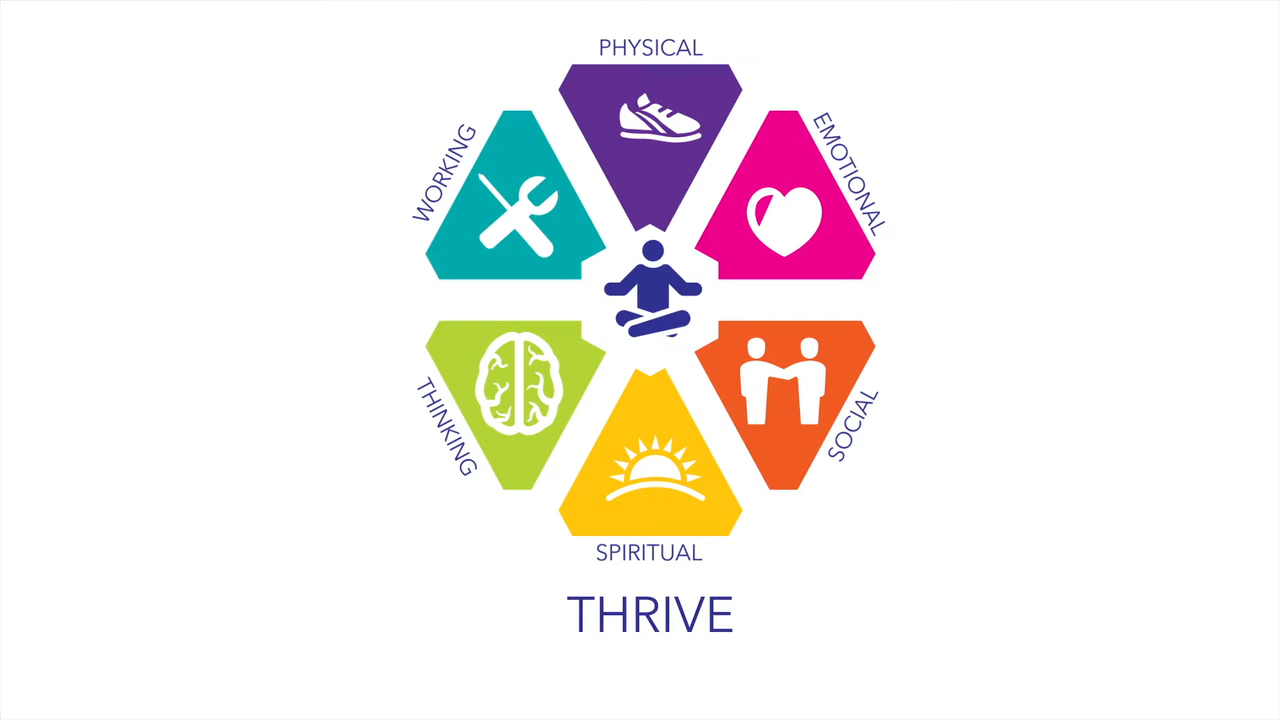 PHYSICAL
EMOTIONAL
SOCIAL
SPIRITUAL
THINKING
WORKING
THRIVE